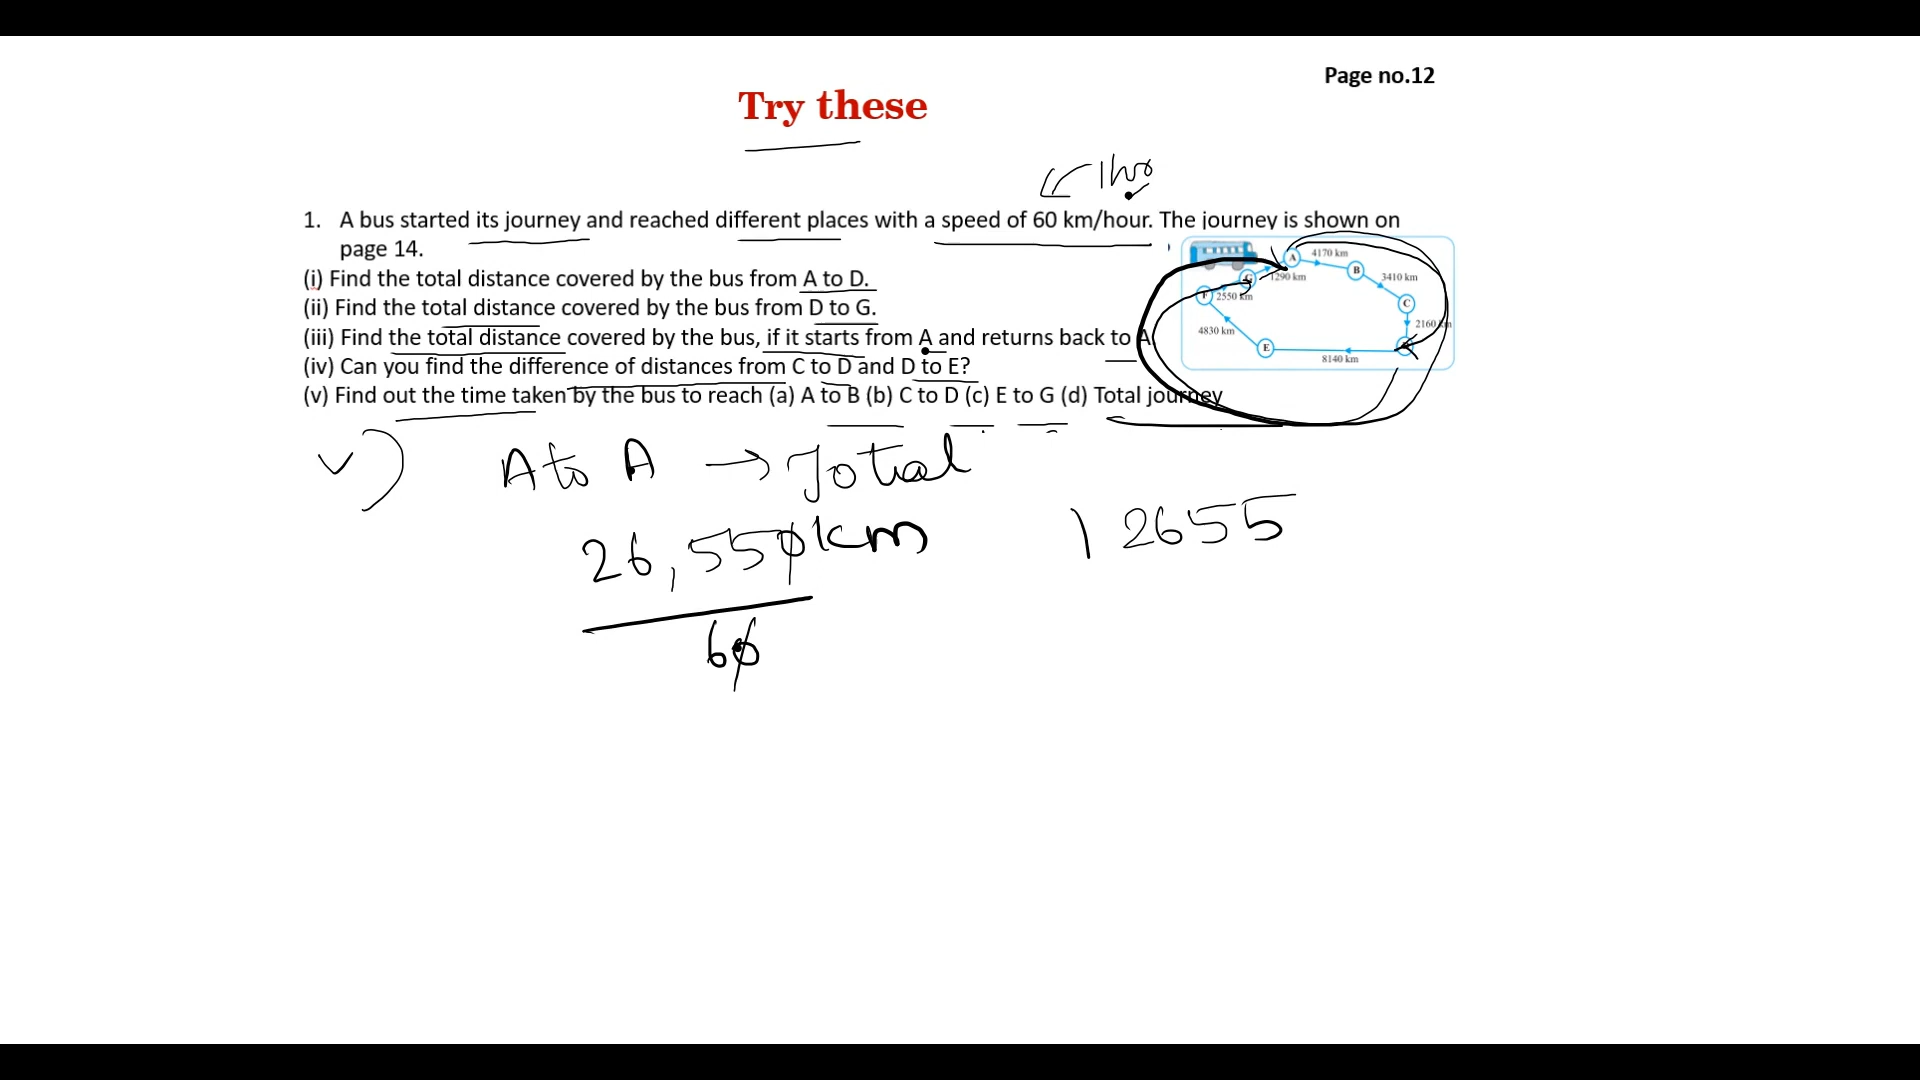 Page no.12
Try these
1hr
1. A bus started its journey and reached different places with a speed of 60 km/hour. The journey is shown on
page 14.
(i) Find the total distance covered by the bus from A to D.
(ii) Find the total distance covered by the bus from D to G.
(iii) Find the total distance covered by the bus, if it starts from A and returns back to A
(iv) Can you find the difference of distances from C to D and D to E?
(v) Find out the time taken by the bus to reach (a) A to B (b) C to D (c) E to G (d) Total journey
A
4170 km
B
3410 km
G
1290 km
F
2550 km
C
2160 km
4830 km
E
8140 km
v) A to A → Total
26,550 km
60
) 2655